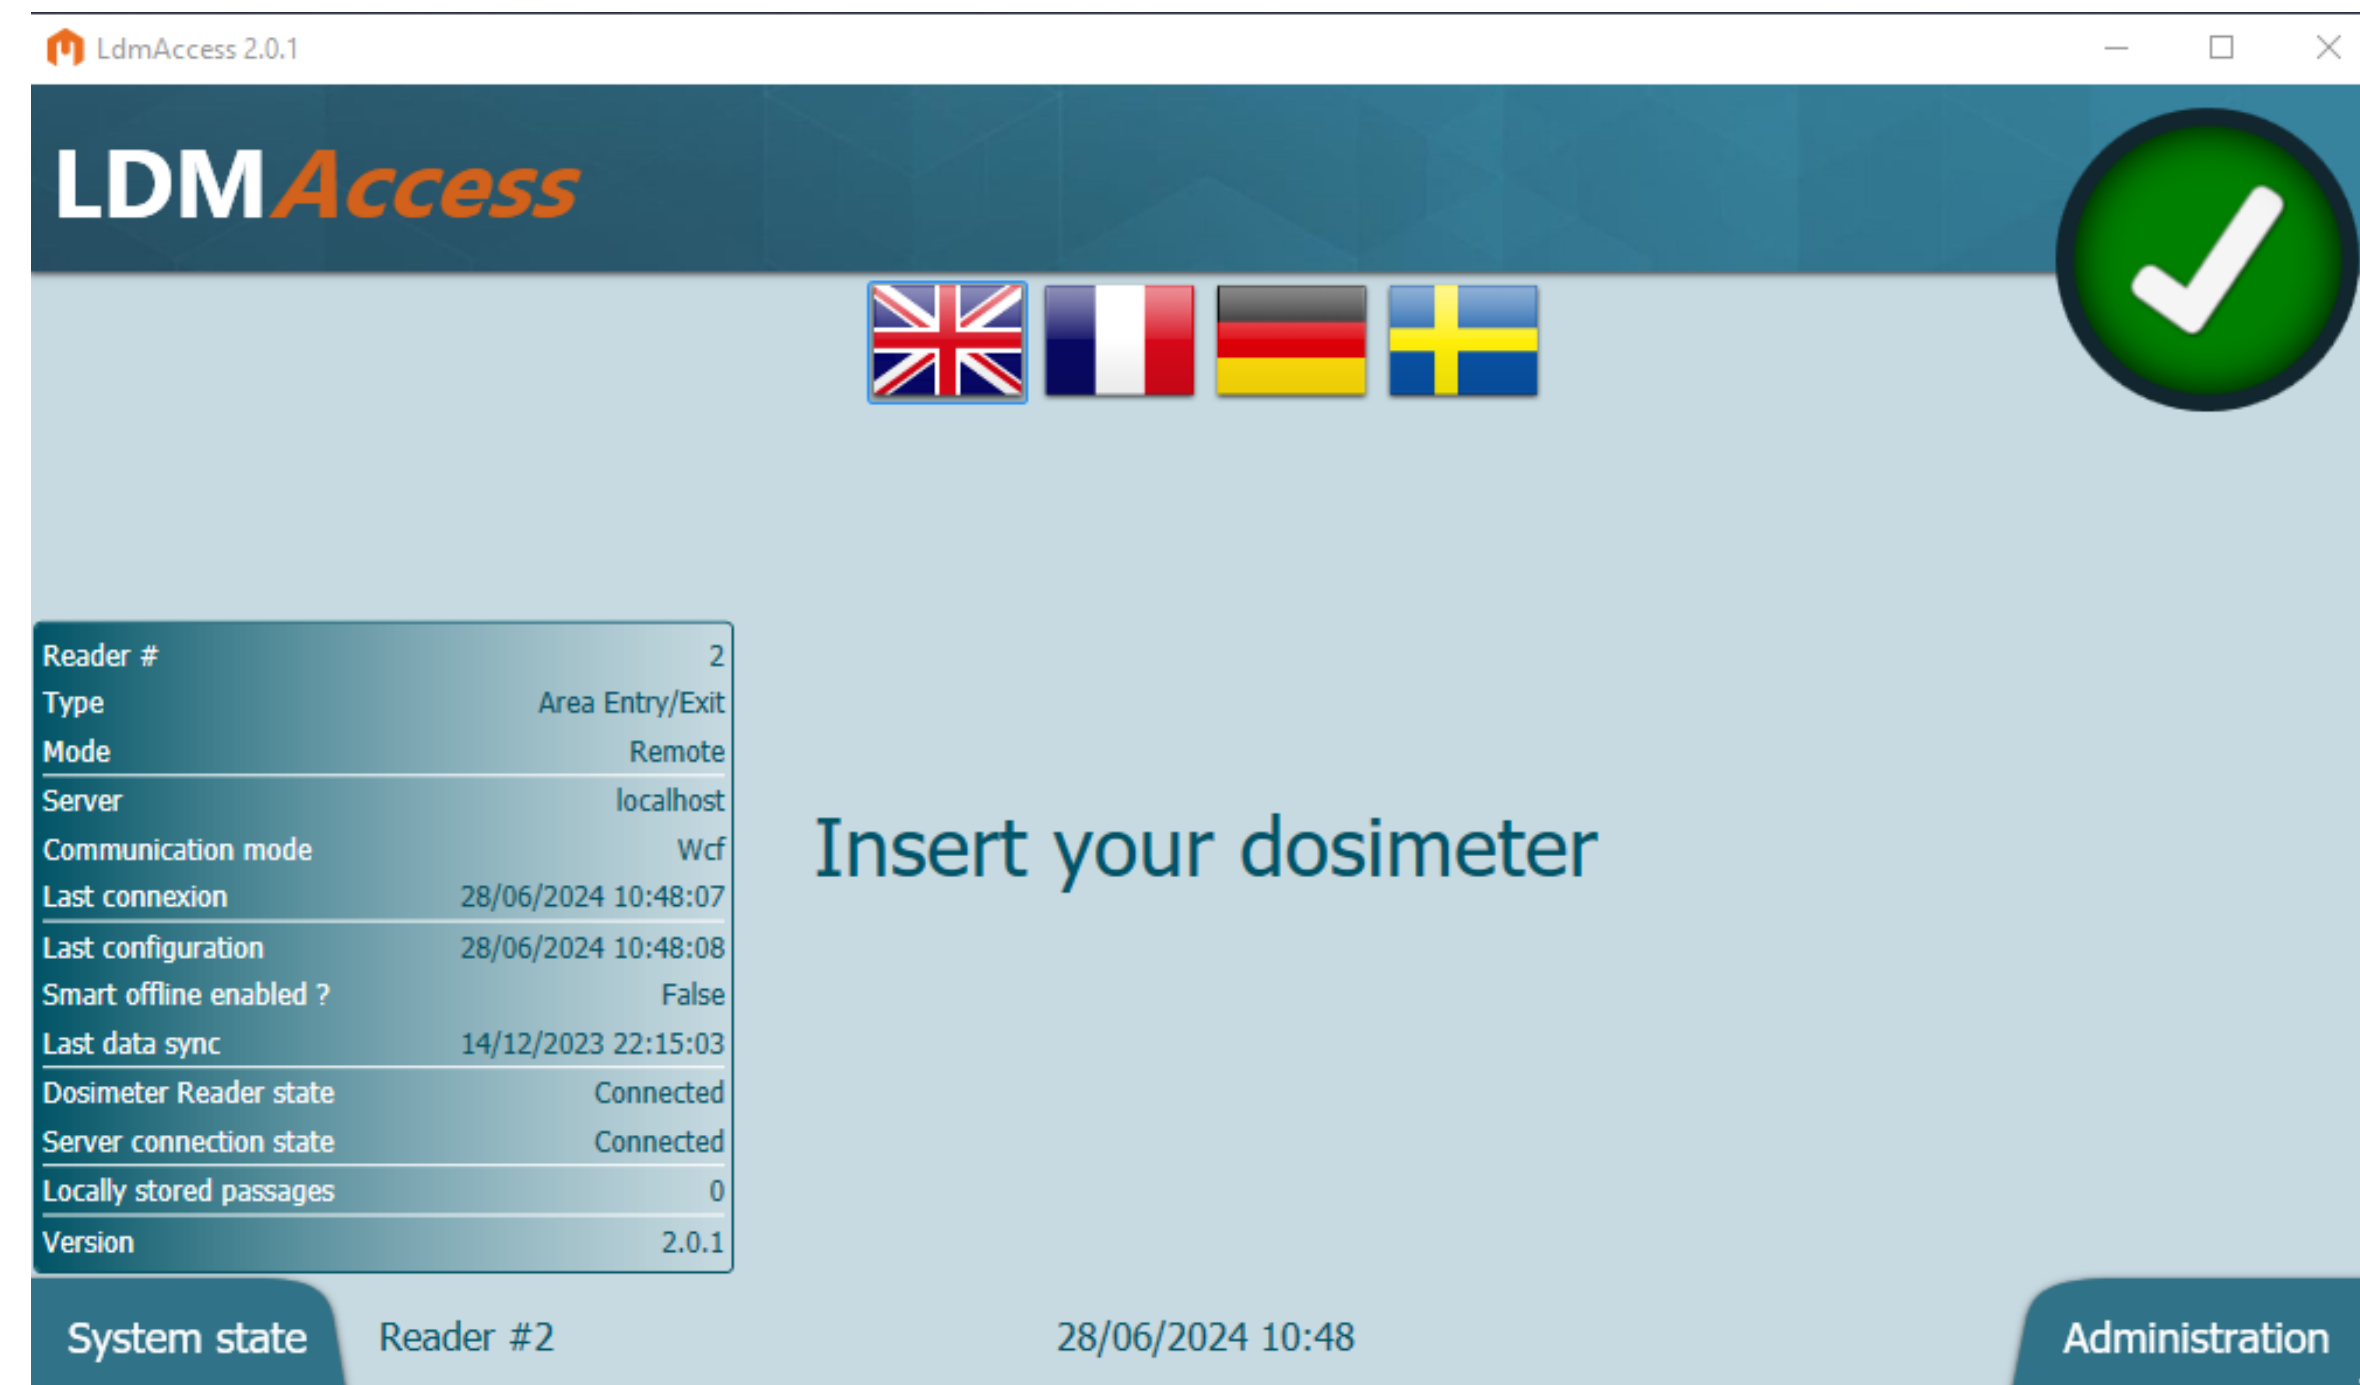 LdmAccess 2.0.1
LDMAccess
Reader # 2
Type Area Entry/Exit
Mode Remote
Server localhost
Communication mode Wcf
Last connexion 28/06/2024 10:48:07
Last configuration 28/06/2024 10:48:08
Smart offline enabled ? False
Last data sync 14/12/2023 22:15:03
Dosimeter Reader state Connected
Server connection state Connected
Locally stored passages 0
Version 2.0.1
Insert your dosimeter
System state Reader #2 28/06/2024 10:48 Administration